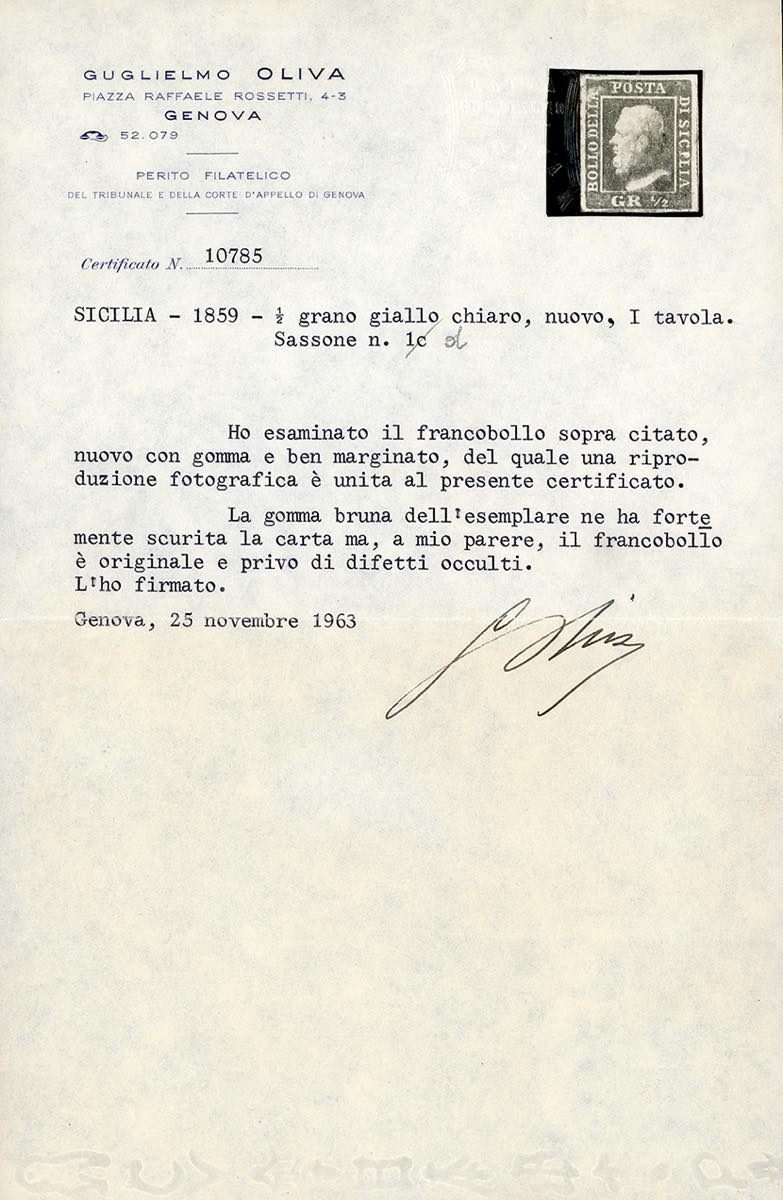 GUGLIELMO OLIVA
PIAZZA RAFFAELE ROSSETTI, 4-3
GENOVA
52.079
PERITO FILATELICO
DEL TRIBUNALE E DELLA CORTE D'APPELLO DI GENOVA
BOLLO DELLA
POSTA
DI SICILIA
GR. 1/2
Certificato N. 10785
SICILIA - 1859 - ½ grano giallo chiaro, nuovo, I tavola.
Sassone n. 1c d
Ho esaminato il francobollo sopra citato,
nuovo con gomma e ben marginato, del quale una ripro-
duzione fotografica è unita al presente certificato.
La gomma bruna dell'esemplare ne ha forte
mente scurita la carta ma, a mio parere, il francobollo
è originale e privo di difetti occulti.
L'ho firmato.
Genova, 25 novembre 1963
G Oliva